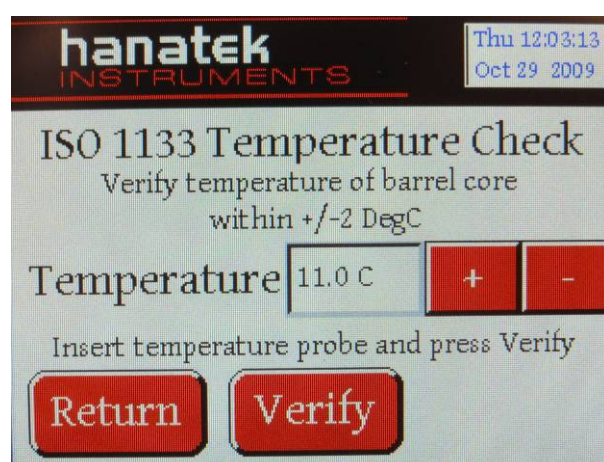 hanatek
INSTRUMENTS
Thu 12:03:13
Oct 29 2009
ISO 1133 Temperature Check
Verify temperature of barrel core
within +/-2 DegC
Temperature 11.0 C + -
Insert temperature probe and press Verify
Return Verify